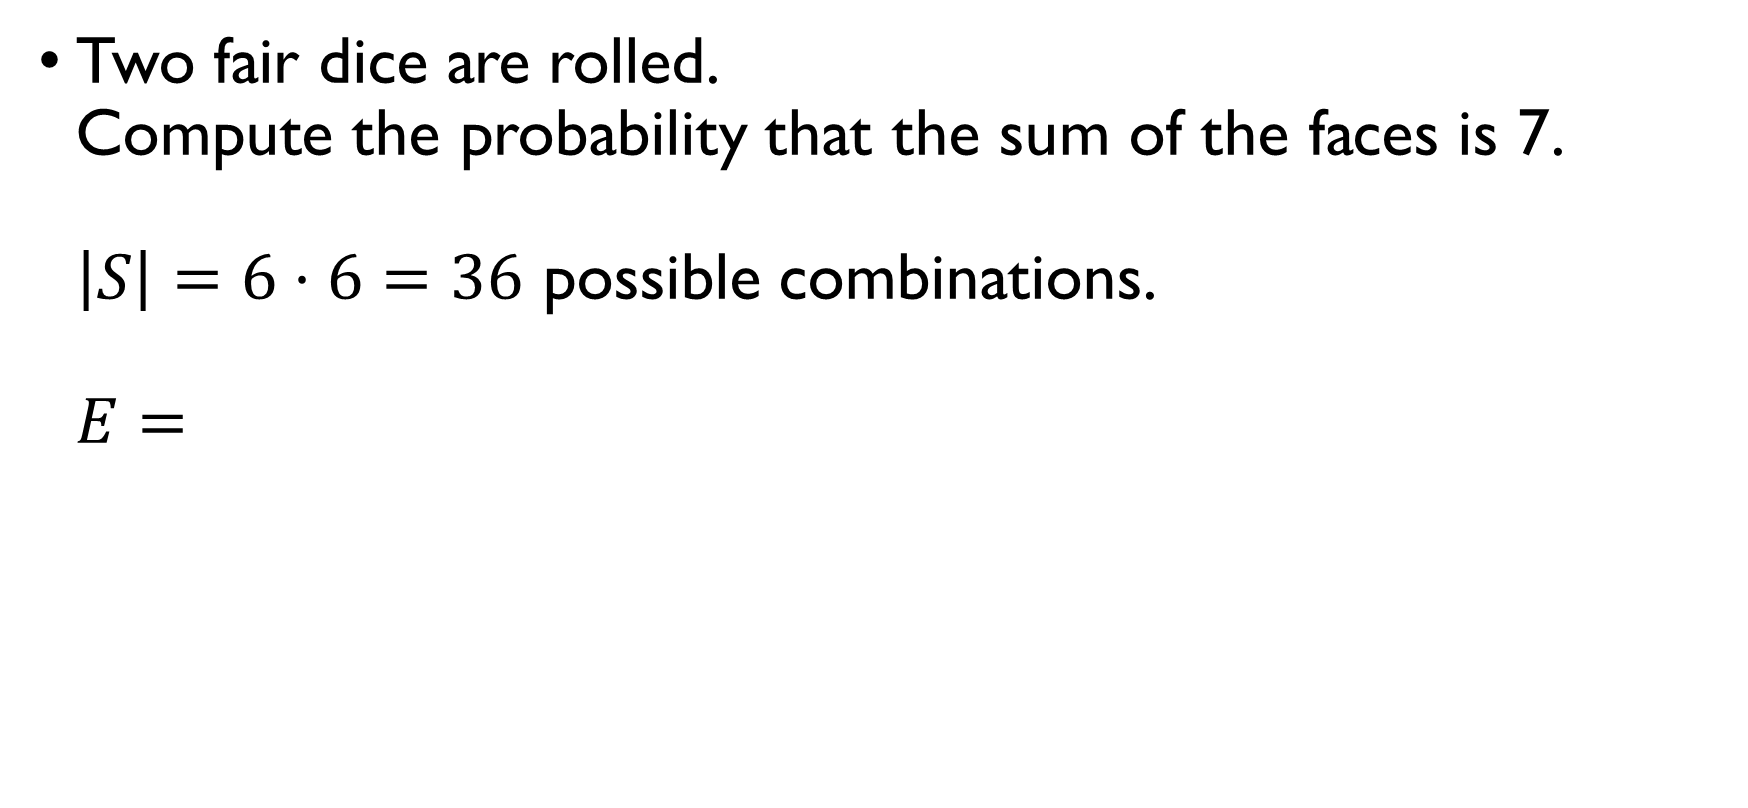 • Two fair dice are rolled.
Compute the probability that the sum of the faces is 7.
|S| = 6 · 6 = 36 possible combinations.
E =